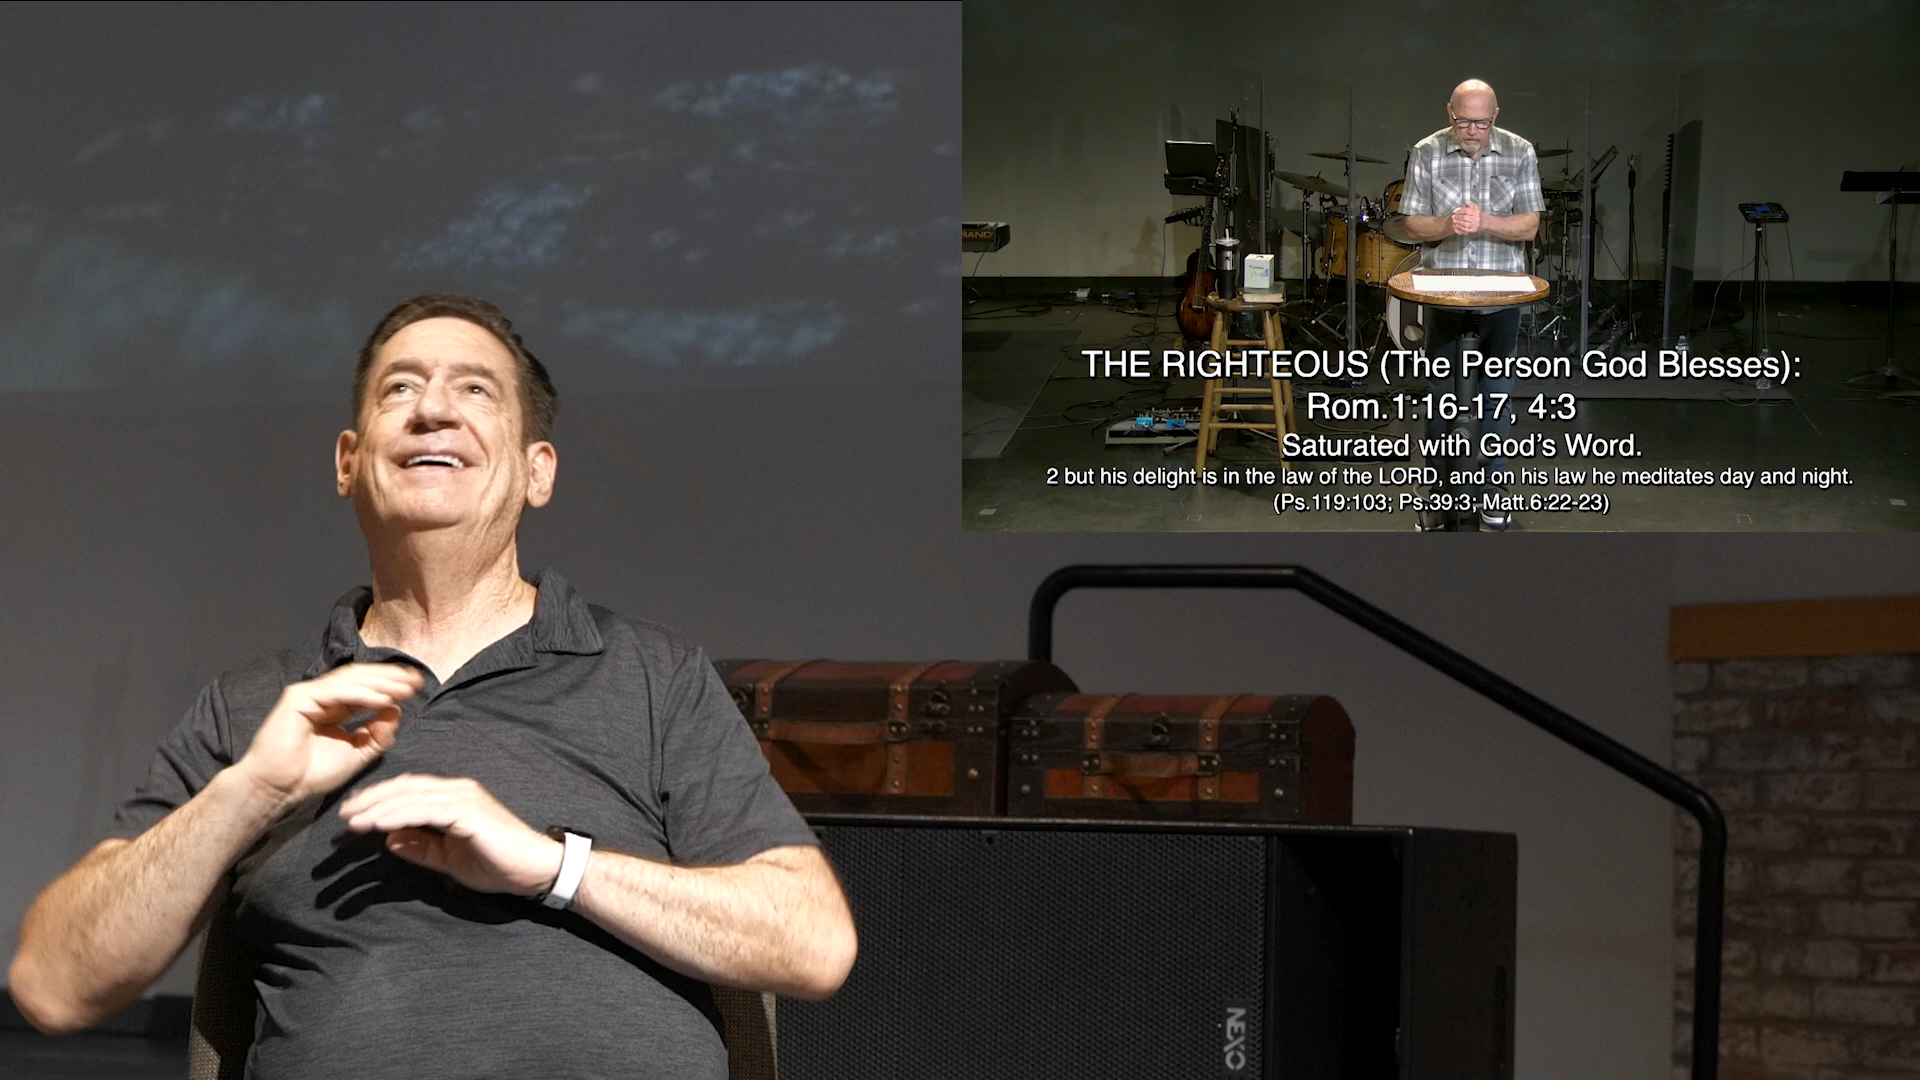 THE RIGHTEOUS (The Person God Blesses):
Rom.1:16-17, 4:3
Saturated with God's Word.
2 but his delight is in the law of the LORD, and on his law he meditates day and night.
(Ps.119:103; Ps.39:3; Matt.6:22-23)
NEXO